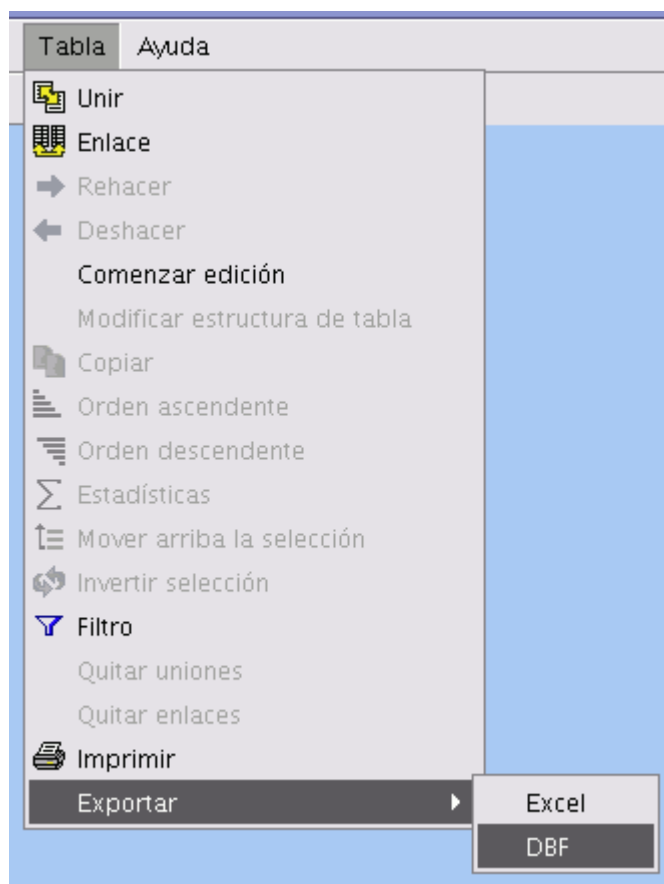 Tabla Ayuda
Unir
Enlace
Rehacer
Deshacer
Comenzar edición
Modificar estructura de tabla
Copiar
Orden ascendente
Orden descendente
Estadísticas
Mover arriba la selección
Invertir selección
Filtro
Quitar uniones
Quitar enlaces
Imprimir
Exportar
Excel
DBF